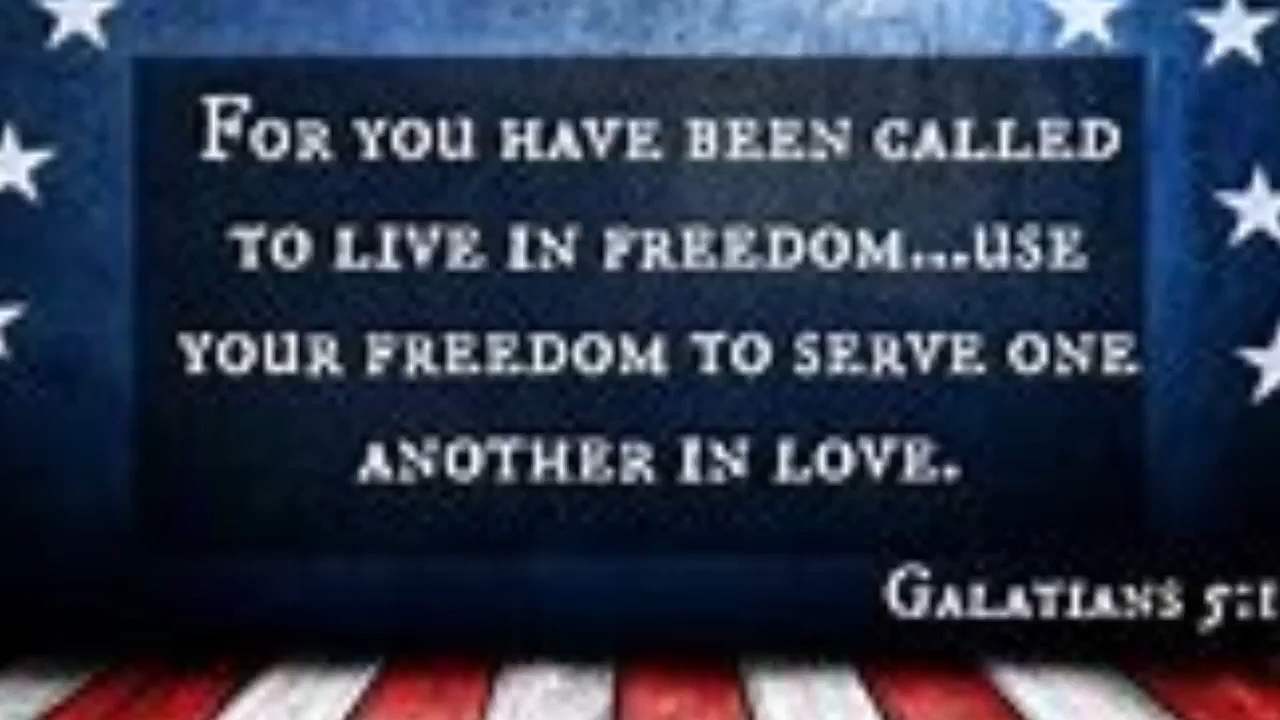 For you have been called
to live in freedom...use
your freedom to serve one
another in love.
Galatians 5:1